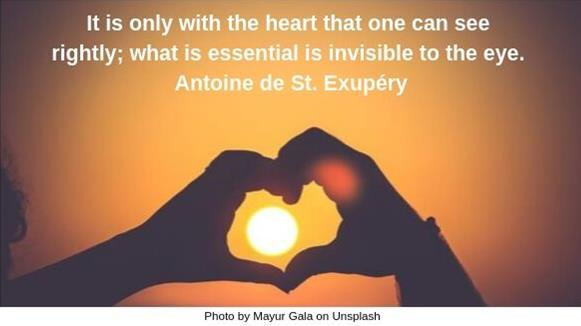 It is only with the heart that one can see
rightly; what is essential is invisible to the eye.
Antoine de St. Exupéry
Photo by Mayur Gala on Unsplash